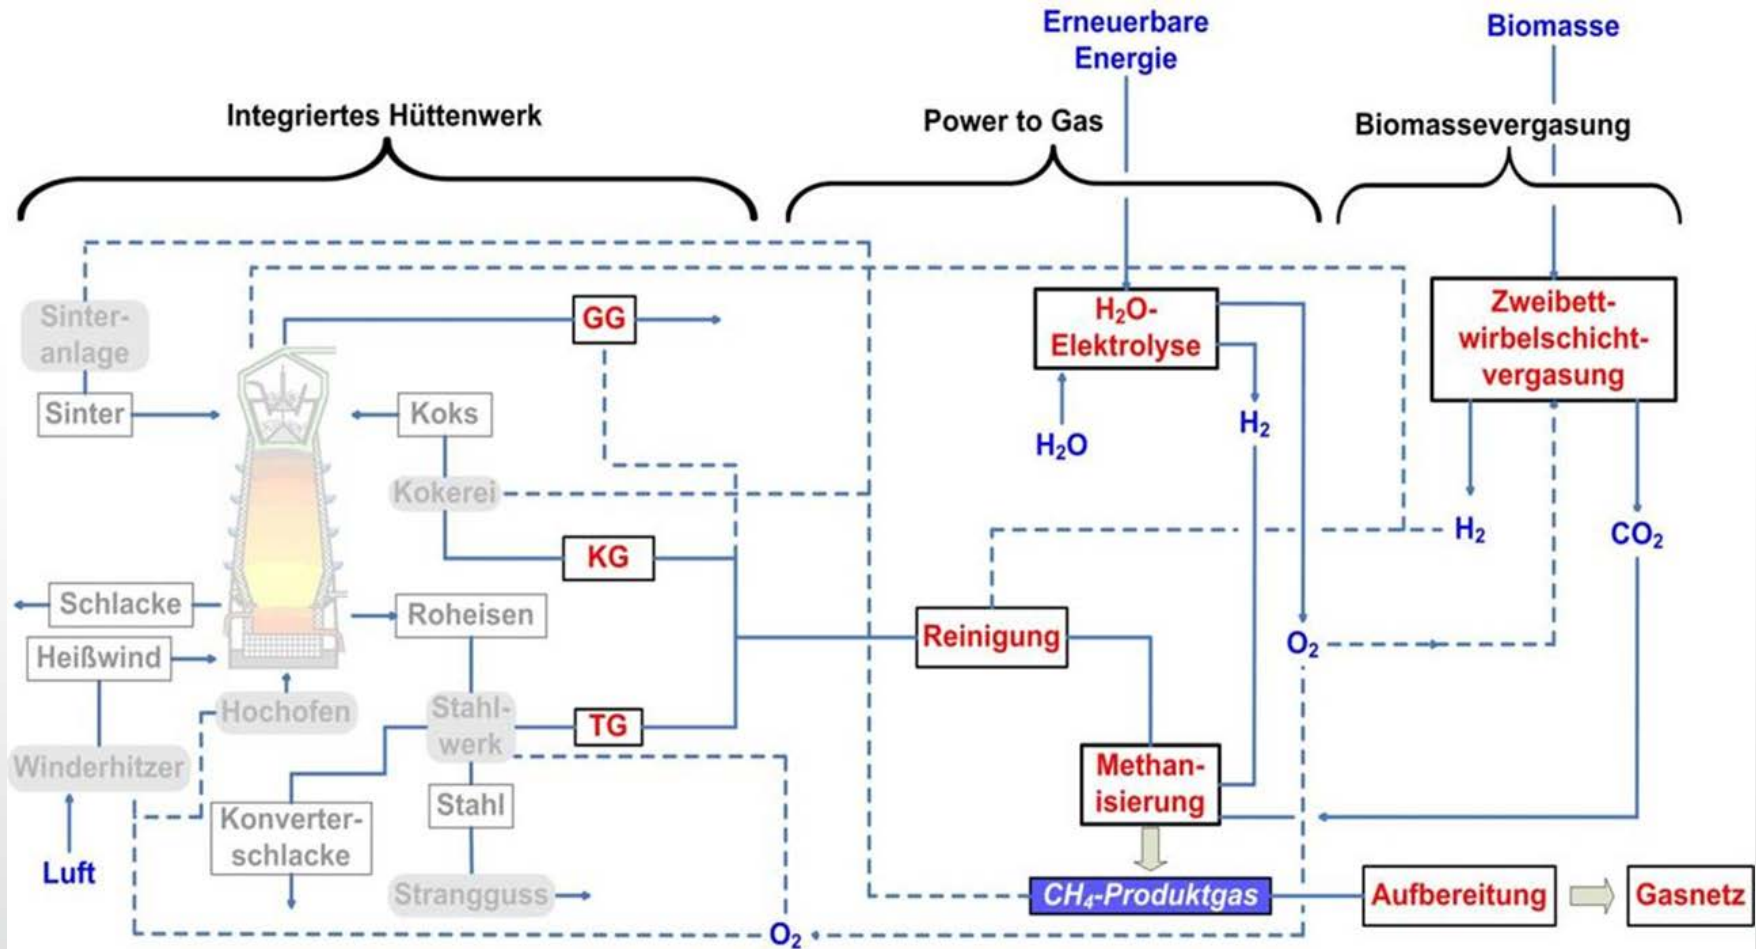 Erneuerbare
Energie
Biomasse
Integriertes Hüttenwerk
Power to Gas
Biomassevergasung
Sinter-
anlage
GG
H₂O-
Elektrolyse
Zweibett-
wirbelschicht-
vergasung
Sinter
Koks
H₂O
H₂
Kokerei
H₂
CO₂
KG
Schlacke
Roheisen
Reinigung
O₂
Heißwind
Hochofen
Stahl-
werk
TG
Winderhitzer
Methan-
isierung
Stahl
Konverter-
schlacke
Luft
Strangguss
CH₄-Produktgas
Aufbereitung
Gasnetz
O₂